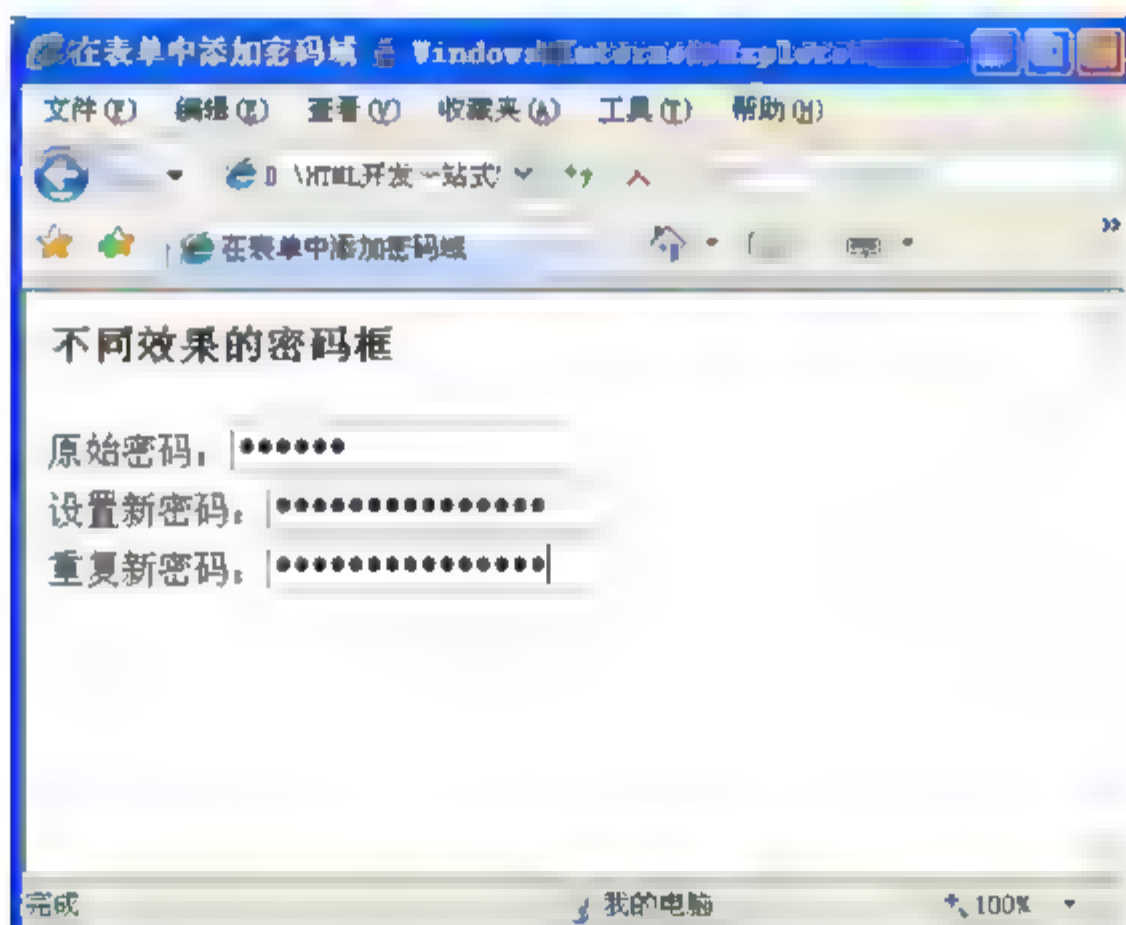 在表单中添加密码域 - Windows Internet Explorer
文件(F) 编辑(E) 查看(V) 收藏夹(A) 工具(T) 帮助(H)
D:\HTML开发一站式
在表单中添加密码域
不同效果的密码框
原始密码：●●●●●●
设置新密码：●●●●●●●●●●●●●●●
重复新密码：●●●●●●●●●●●●●●●
完成 我的电脑 100%